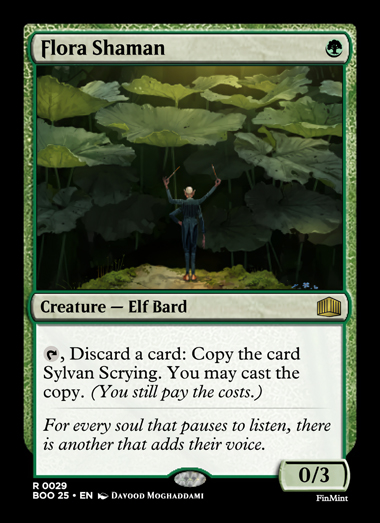 Flora Shaman
Creature — Elf Bard
, Discard a card: Copy the card
Sylvan Scrying. You may cast the
copy. (You still pay the costs.)
For every soul that pauses to listen, there
is another that adds their voice.
0/3
R 0029
BOO 25 • EN Davood Moghaddami
FinMint